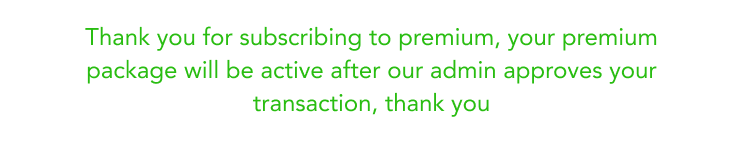 Thank you for subscribing to premium, your premium
package will be active after our admin approves your
transaction, thank you